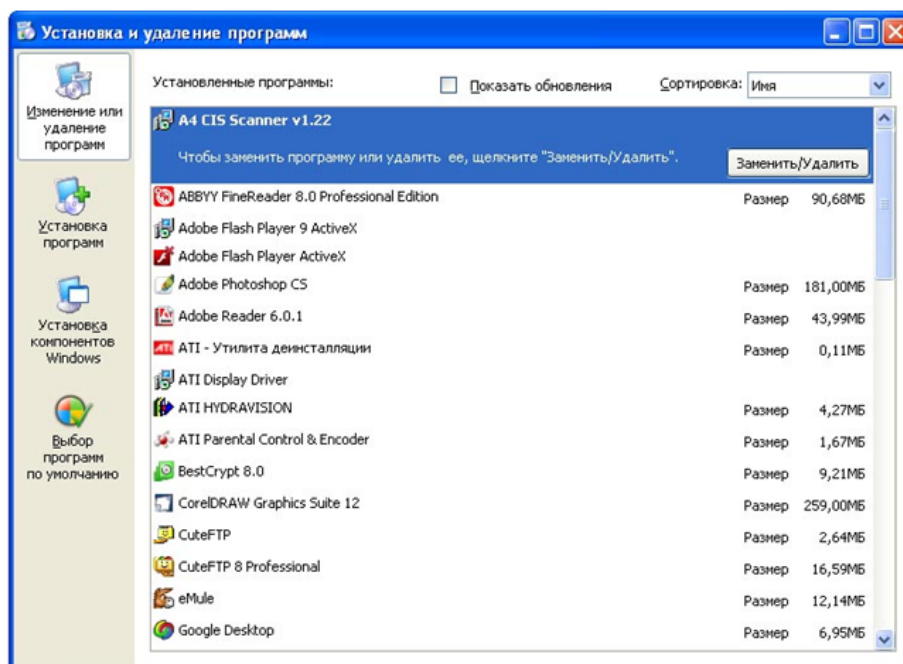 Установка и удаление программ
Изменение или
удаление
программ
Установка
программ
Установка
компонентов
Windows
Выбор
программ
по умолчанию
Установленные программы:
Показать обновления
Сортировка: Имя
A4 CIS Scanner v1.22
Чтобы заменить программу или удалить ее, щелкните "Заменить/Удалить".
Заменить/Удалить
ABBYY FineReader 8.0 Professional Edition Размер 90,68МБ
Adobe Flash Player 9 ActiveX
Adobe Flash Player ActiveX
Adobe Photoshop CS Размер 181,00МБ
Adobe Reader 6.0.1 Размер 43,99МБ
ATI - Утилита деинсталляции Размер 0,11МБ
ATI Display Driver
ATI HYDRAVISION Размер 4,27МБ
ATI Parental Control & Encoder Размер 1,67МБ
BestCrypt 8.0 Размер 9,21МБ
CorelDRAW Graphics Suite 12 Размер 259,00МБ
CuteFTP Размер 2,64МБ
CuteFTP 8 Professional Размер 16,59МБ
eMule Размер 12,14МБ
Google Desktop Размер 6,95МБ